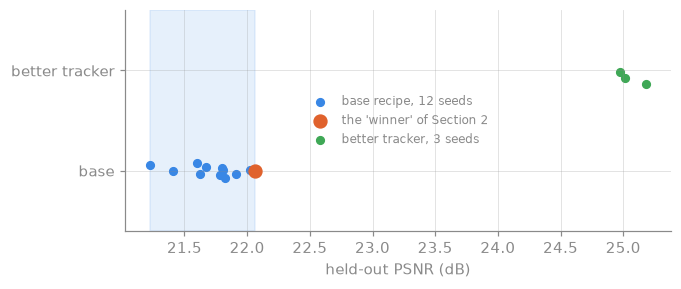 better tracker
base recipe, 12 seeds
the 'winner' of Section 2
better tracker, 3 seeds
base
21.5 22.0 22.5 23.0 23.5 24.0 24.5 25.0
held-out PSNR (dB)